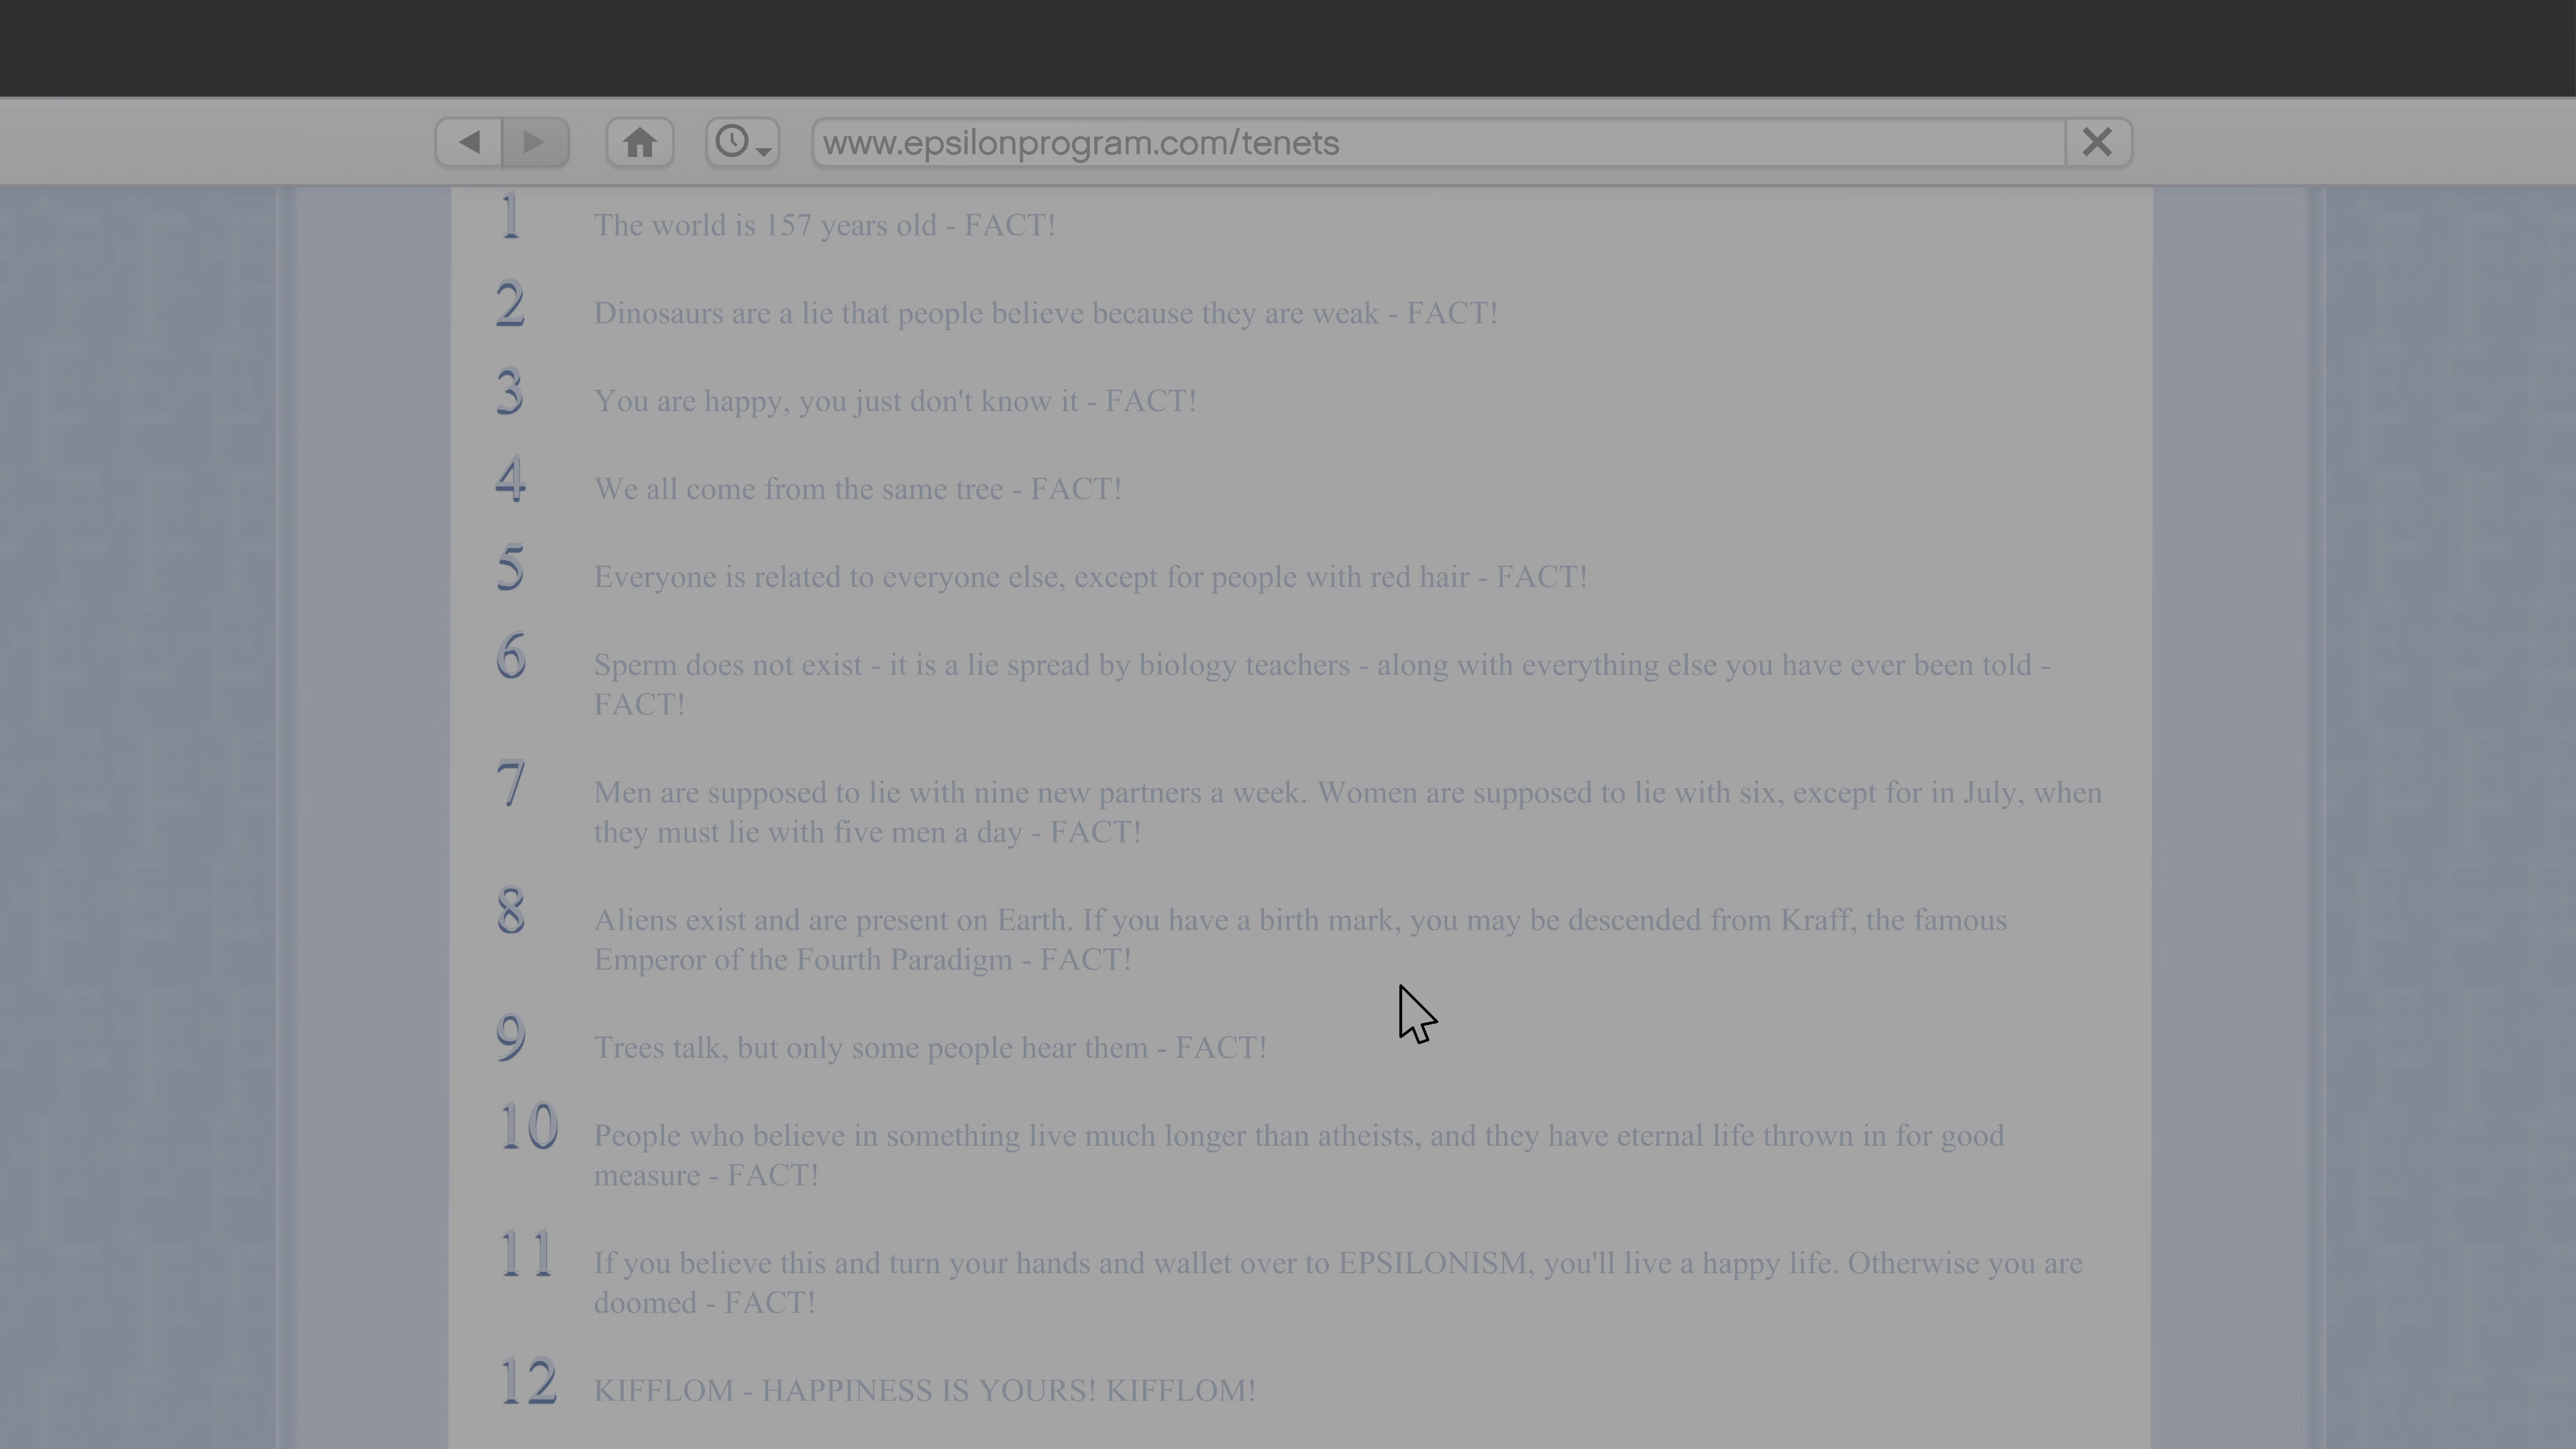 www.epsilonprogram.com/tenets
1 The world is 157 years old - FACT!
2 Dinosaurs are a lie that people believe because they are weak - FACT!
3 You are happy, you just don't know it - FACT!
4 We all come from the same tree - FACT!
5 Everyone is related to everyone else, except for people with red hair - FACT!
6 Sperm does not exist - it is a lie spread by biology teachers - along with everything else you have ever been told -
FACT!
7 Men are supposed to lie with nine new partners a week. Women are supposed to lie with six, except for in July, when
they must lie with five men a day - FACT!
8 Aliens exist and are present on Earth. If you have a birth mark, you may be descended from Kraff, the famous
Emperor of the Fourth Paradigm - FACT!
9 Trees talk, but only some people hear them - FACT!
10 People who believe in something live much longer than atheists, and they have eternal life thrown in for good
measure - FACT!
11 If you believe this and turn your hands and wallet over to EPSILONISM, you'll live a happy life. Otherwise you are
doomed - FACT!
12 KIFFLOM - HAPPINESS IS YOURS! KIFFLOM!